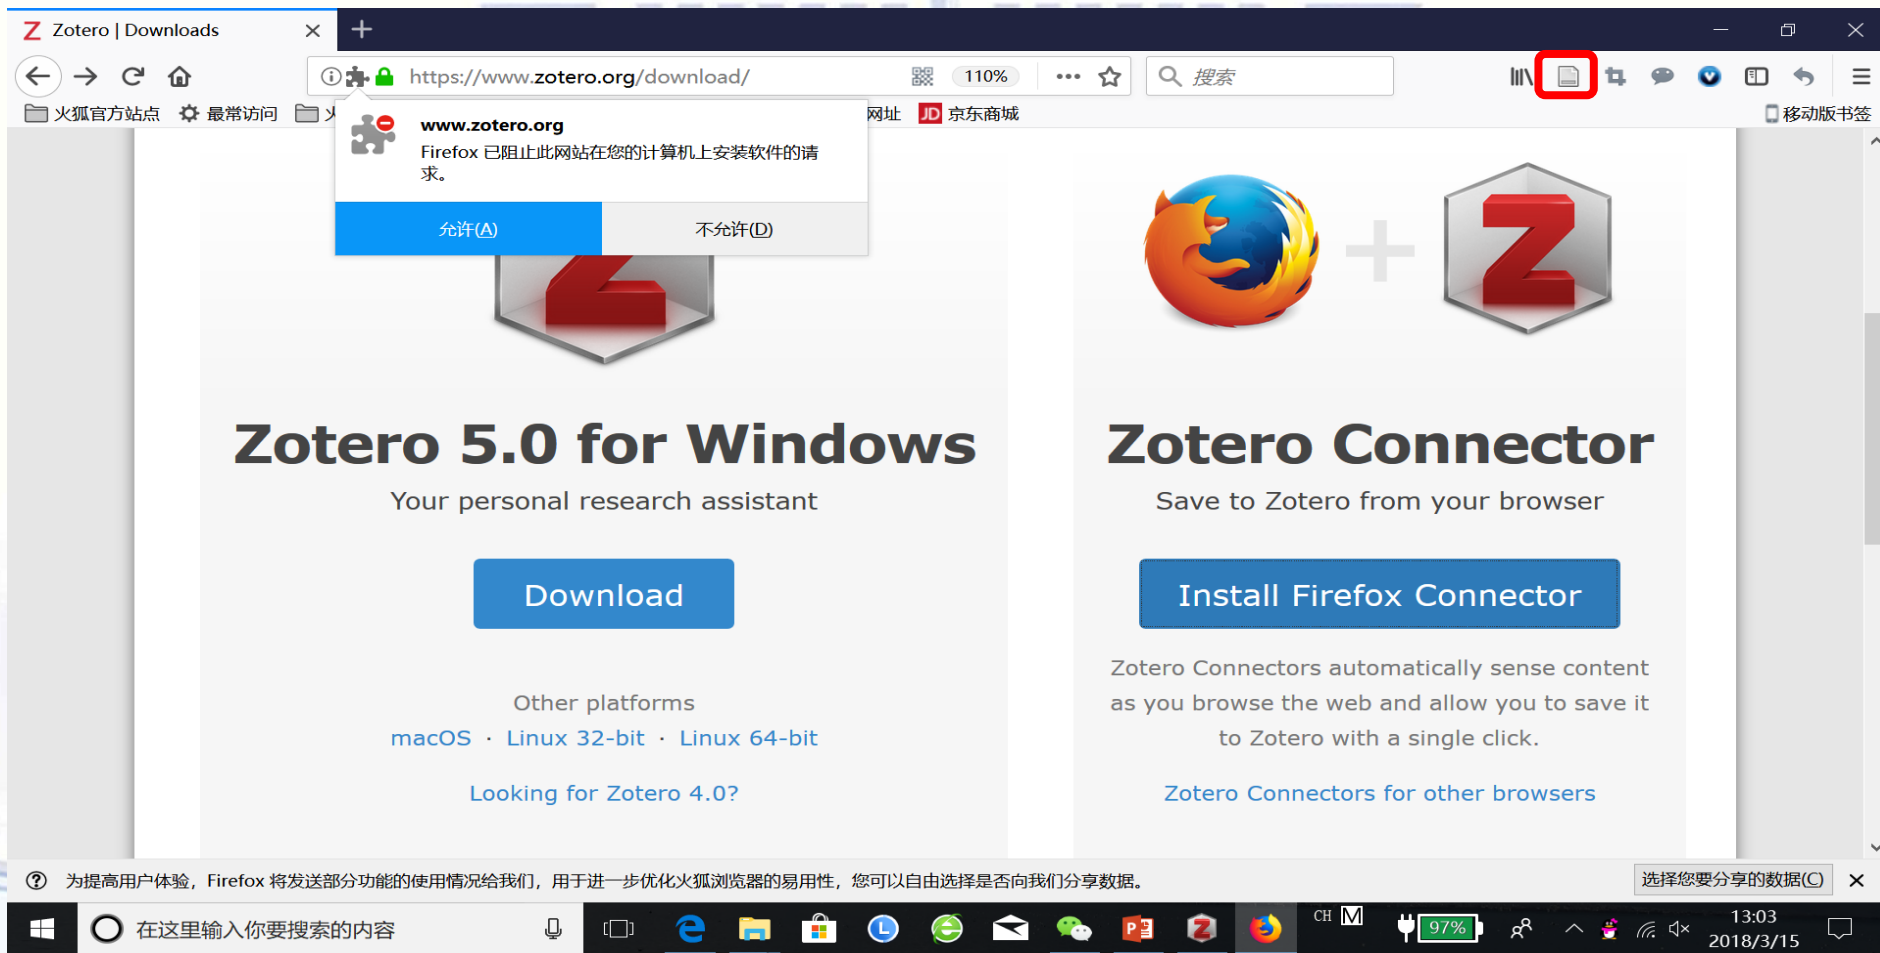 Zotero | Downloads
https://www.zotero.org/download/
110%
搜索
火狐官方站点
最常访问
网址
JD 京东商城
移动版书签
www.zotero.org
Firefox 已阻止此网站在您的计算机上安装软件的请
求。
允许(A)
不允许(D)
Zotero 5.0 for Windows
Your personal research assistant
Download
Other platforms
macOS · Linux 32-bit · Linux 64-bit
Looking for Zotero 4.0?
Zotero Connector
Save to Zotero from your browser
Install Firefox Connector
Zotero Connectors automatically sense content
as you browse the web and allow you to save it
to Zotero with a single click.
Zotero Connectors for other browsers
为提高用户体验，Firefox 将发送部分功能的使用情况给我们，用于进一步优化火狐浏览器的易用性，您可以自由选择是否向我们分享数据。
选择您要分享的数据(C)
在这里输入你要搜索的内容
CH M
97%
13:03
2018/3/15